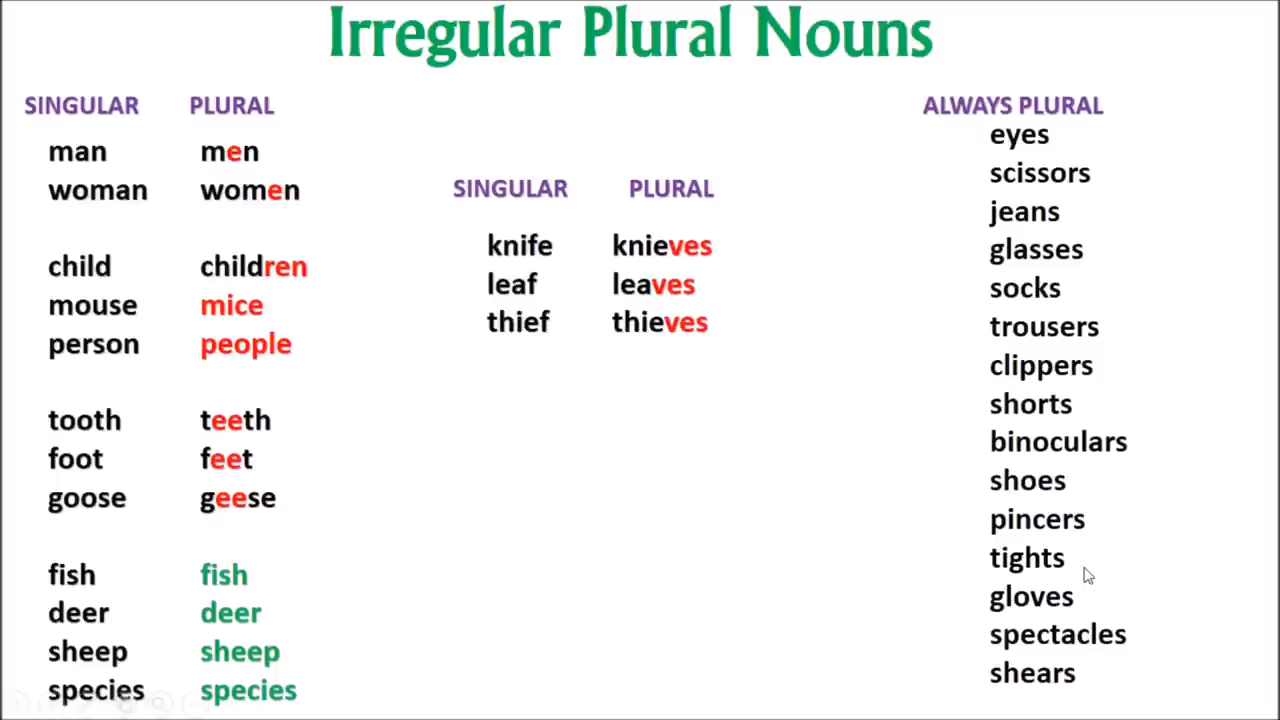 Irregular Plural Nouns
SINGULAR PLURAL
man men
woman women
child children
mouse mice
person people
tooth teeth
foot feet
goose geese
fish fish
deer deer
sheep sheep
species species
SINGULAR PLURAL
knife knieves
leaf leaves
thief thieves
ALWAYS PLURAL
eyes
scissors
jeans
glasses
socks
trousers
clippers
shorts
binoculars
shoes
pincers
tights
gloves
spectacles
shears